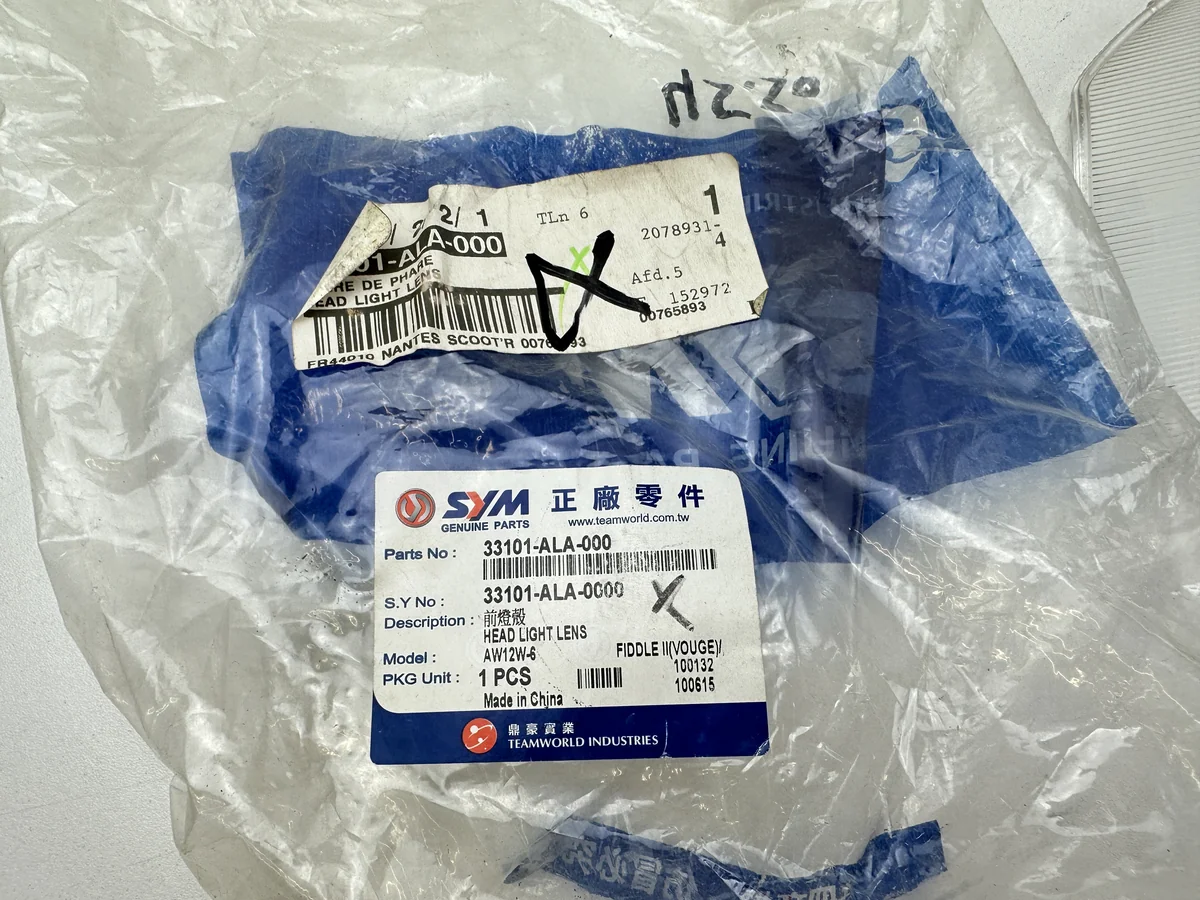 2/ 1
01-ALA-000
RE DE PHARE
EAD LIGHT LENS
FR44010 NANTES SCOOT'R 00765893
TLn 6
1
2078931-
4
Afd.5
152972
00765893
SYM 正廠零件
GENUINE PARTS
www.teamworld.com.tw
Parts No : 33101-ALA-000
S.Y No : 33101-ALA-0000
Description : 前燈殼
HEAD LIGHT LENS
Model : AW12W-6 FIDDLE II(VOUGE)/
100132
PKG Unit : 1 PCS 100615
Made in China
鼎豪實業
TEAMWORLD INDUSTRIES